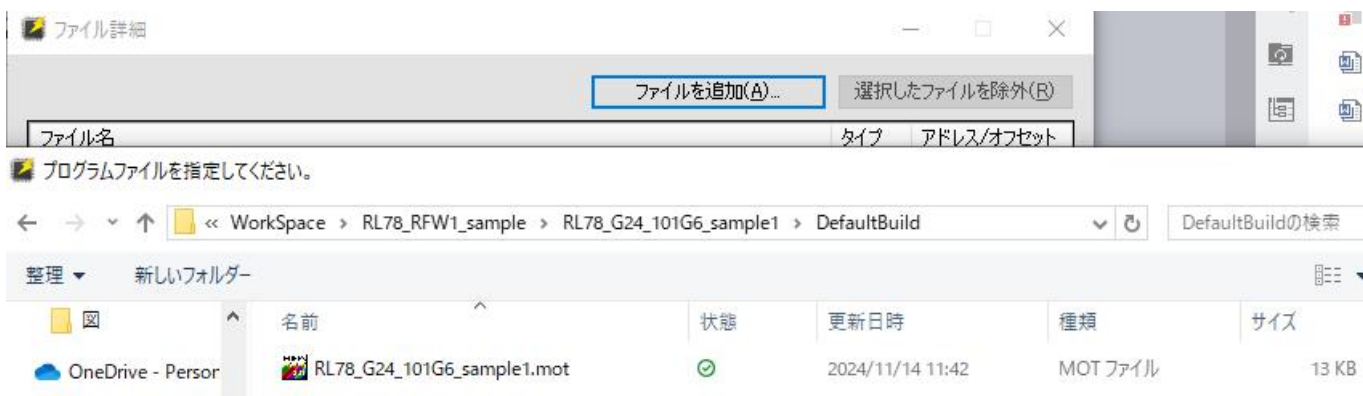 ファイル詳細
ファイルを追加(A)... 選択したファイルを除外(R)
ファイル名 タイプ アドレス/オフセット
プログラムファイルを指定してください。
« WorkSpace › RL78_RFW1_sample › RL78_G24_101G6_sample1 › DefaultBuild DefaultBuildの検索
整理 新しいフォルダー
図 名前 状態 更新日時 種類 サイズ
OneDrive - Person RL78_G24_101G6_sample1.mot 2024/11/14 11:42 MOT ファイル 13 KB